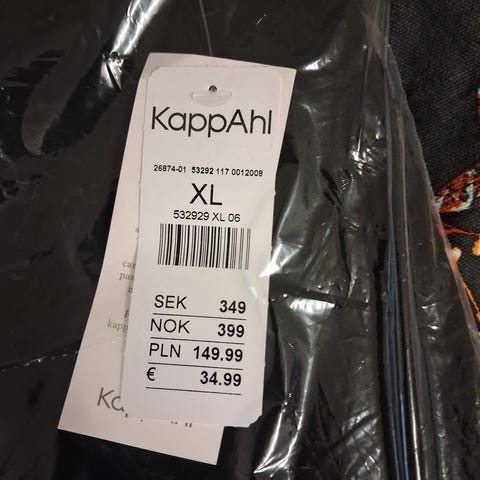 KappAhl
26874-01 53292 117 0012008
XL
532929 XL 06
SEK 349
NOK 399
PLN 149.99
€ 34.99